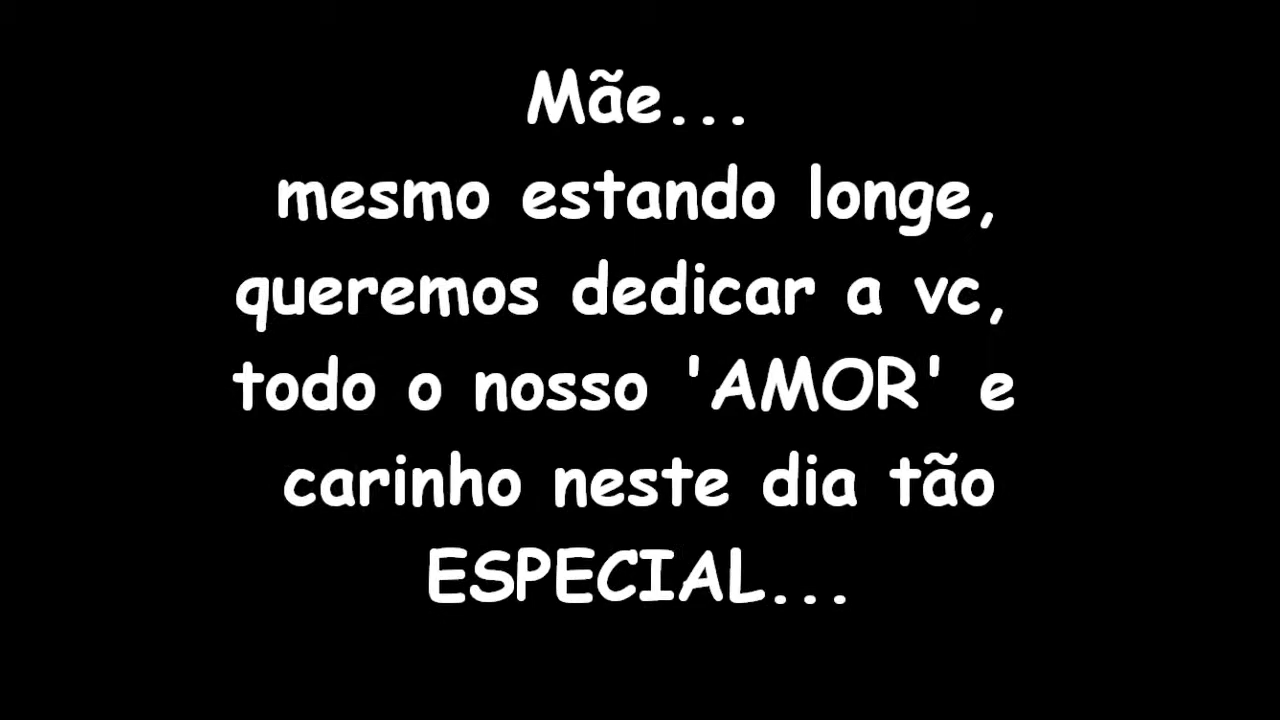 Mãe...
mesmo estando longe,
queremos dedicar a vc,
todo o nosso 'AMOR' e
carinho neste dia tão
ESPECIAL...